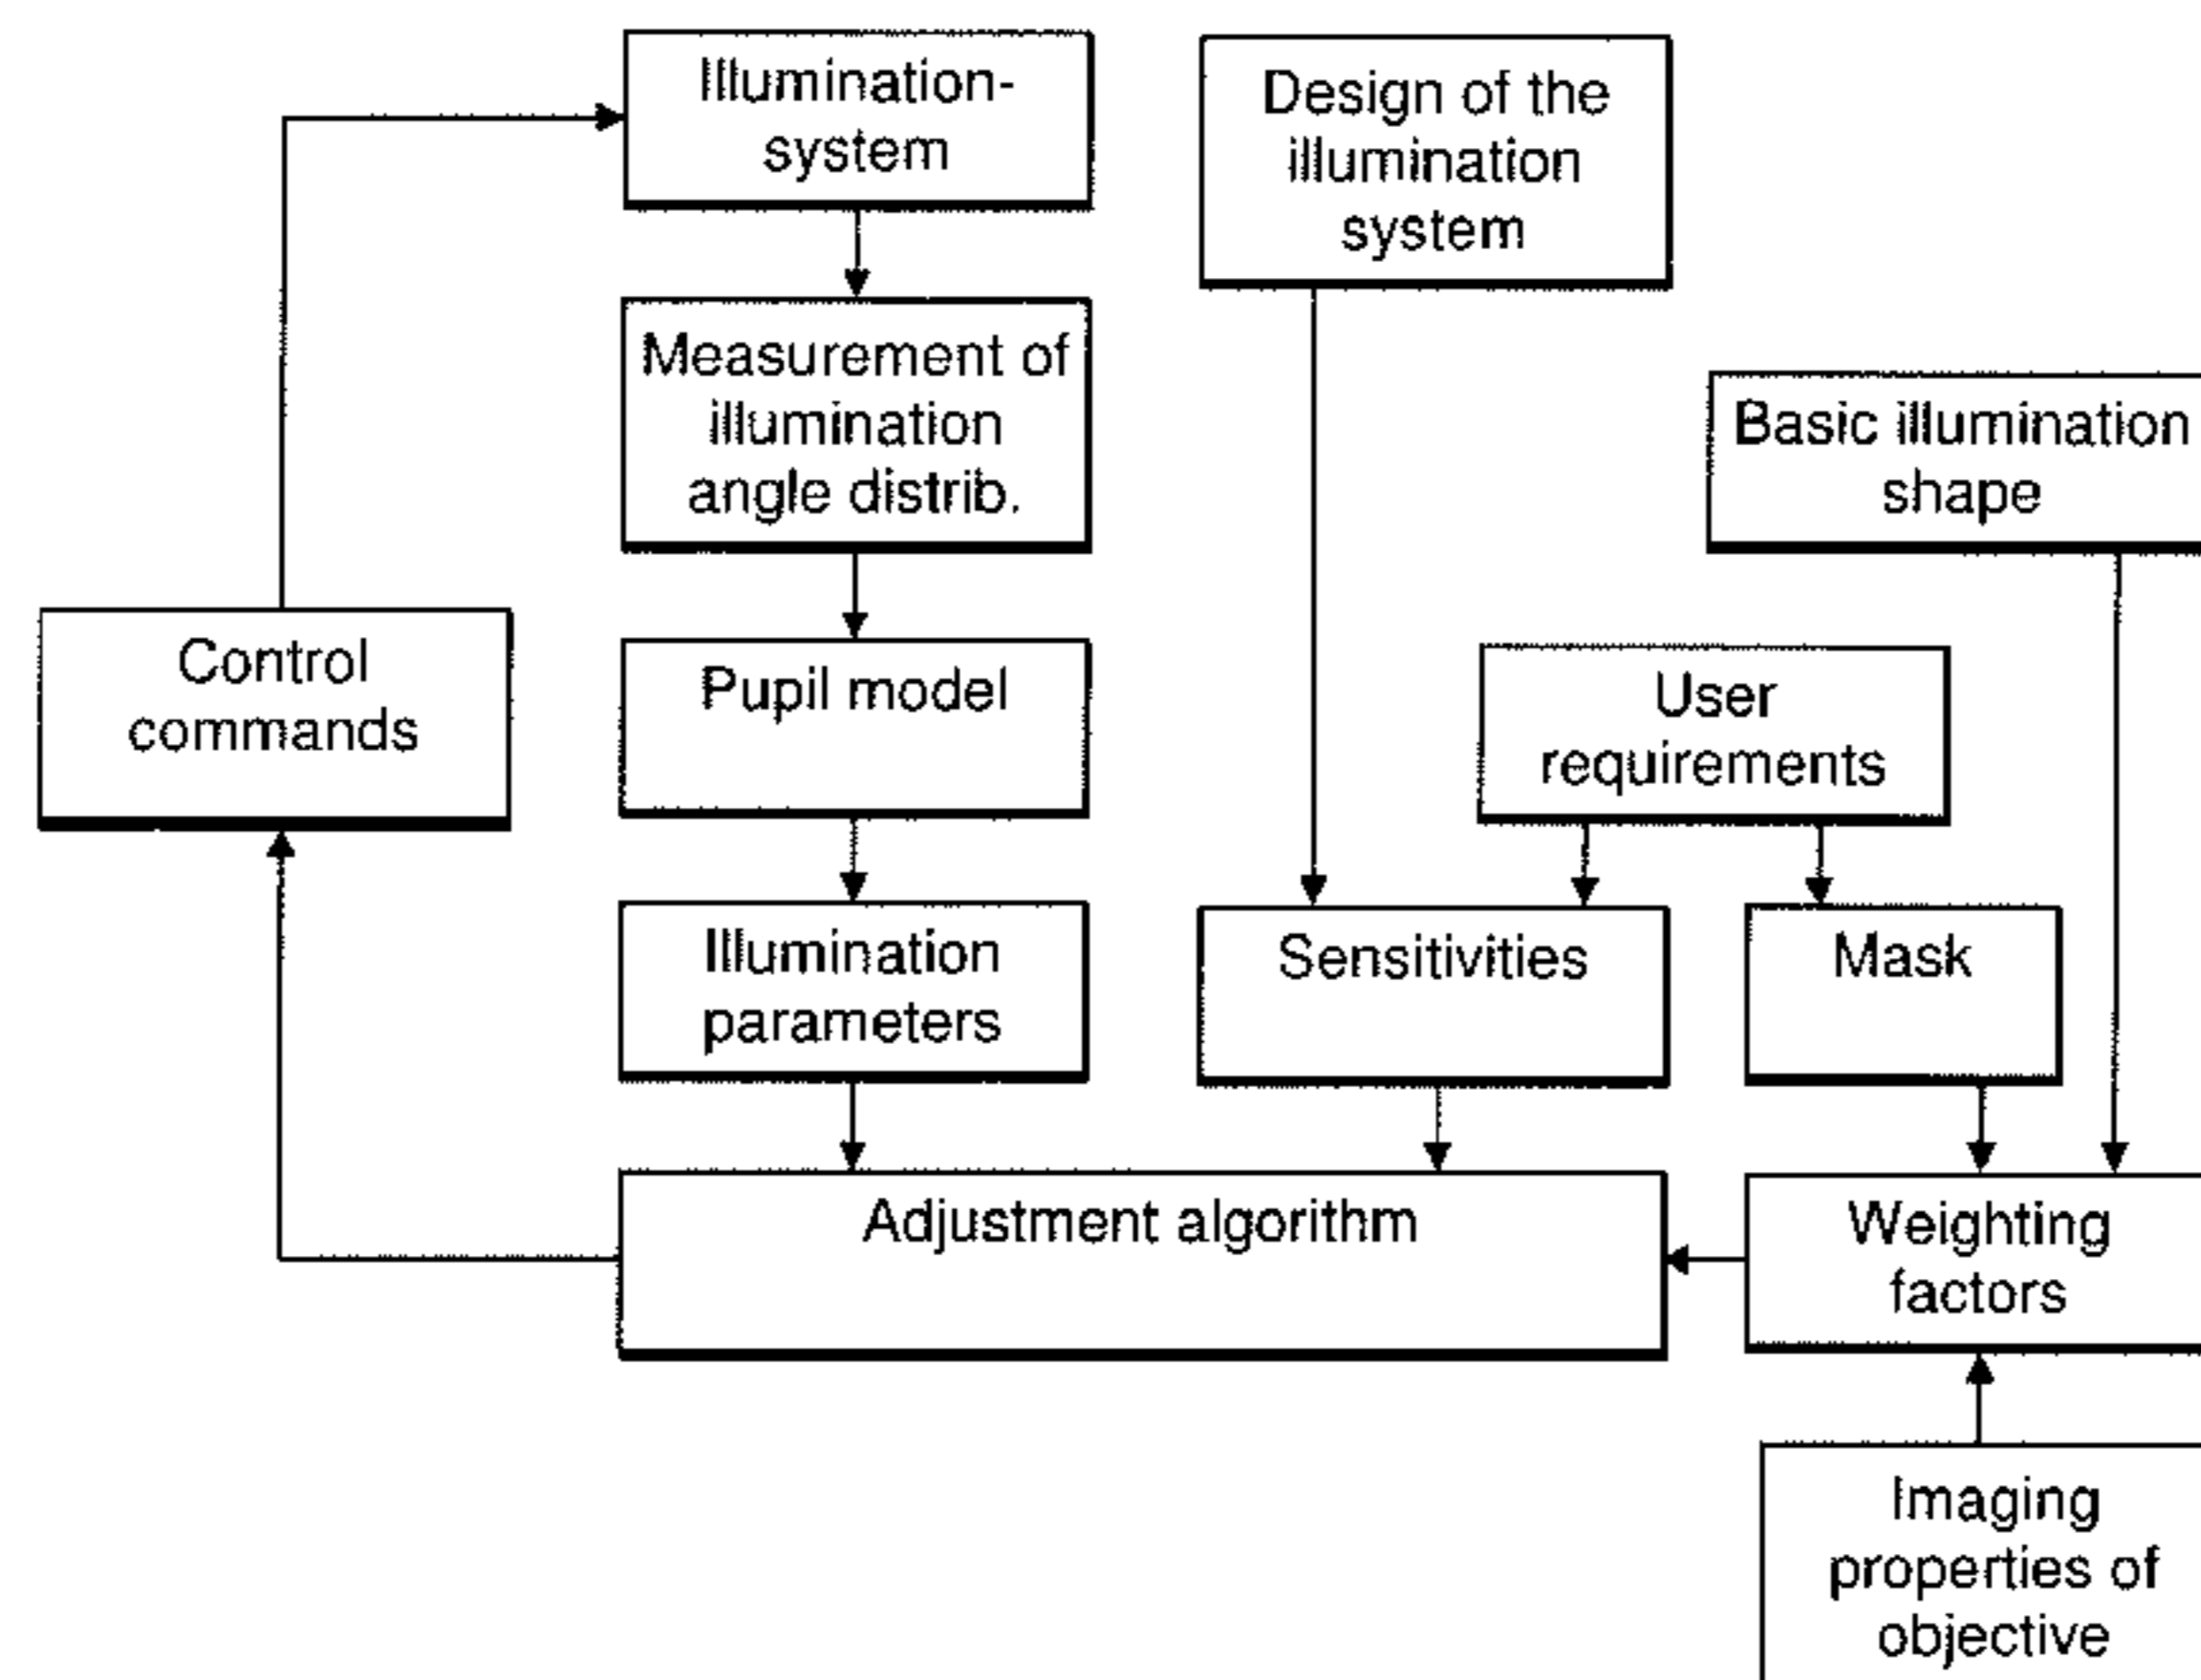 Illumination-
system
Design of the
illumination
system
Measurement of
illumination
angle distrib.
Basic illumination
shape
Control
commands
Pupil model
User
requirements
Illumination
parameters
Sensitivities
Mask
Adjustment algorithm
Weighting
factors
Imaging
properties of
objective